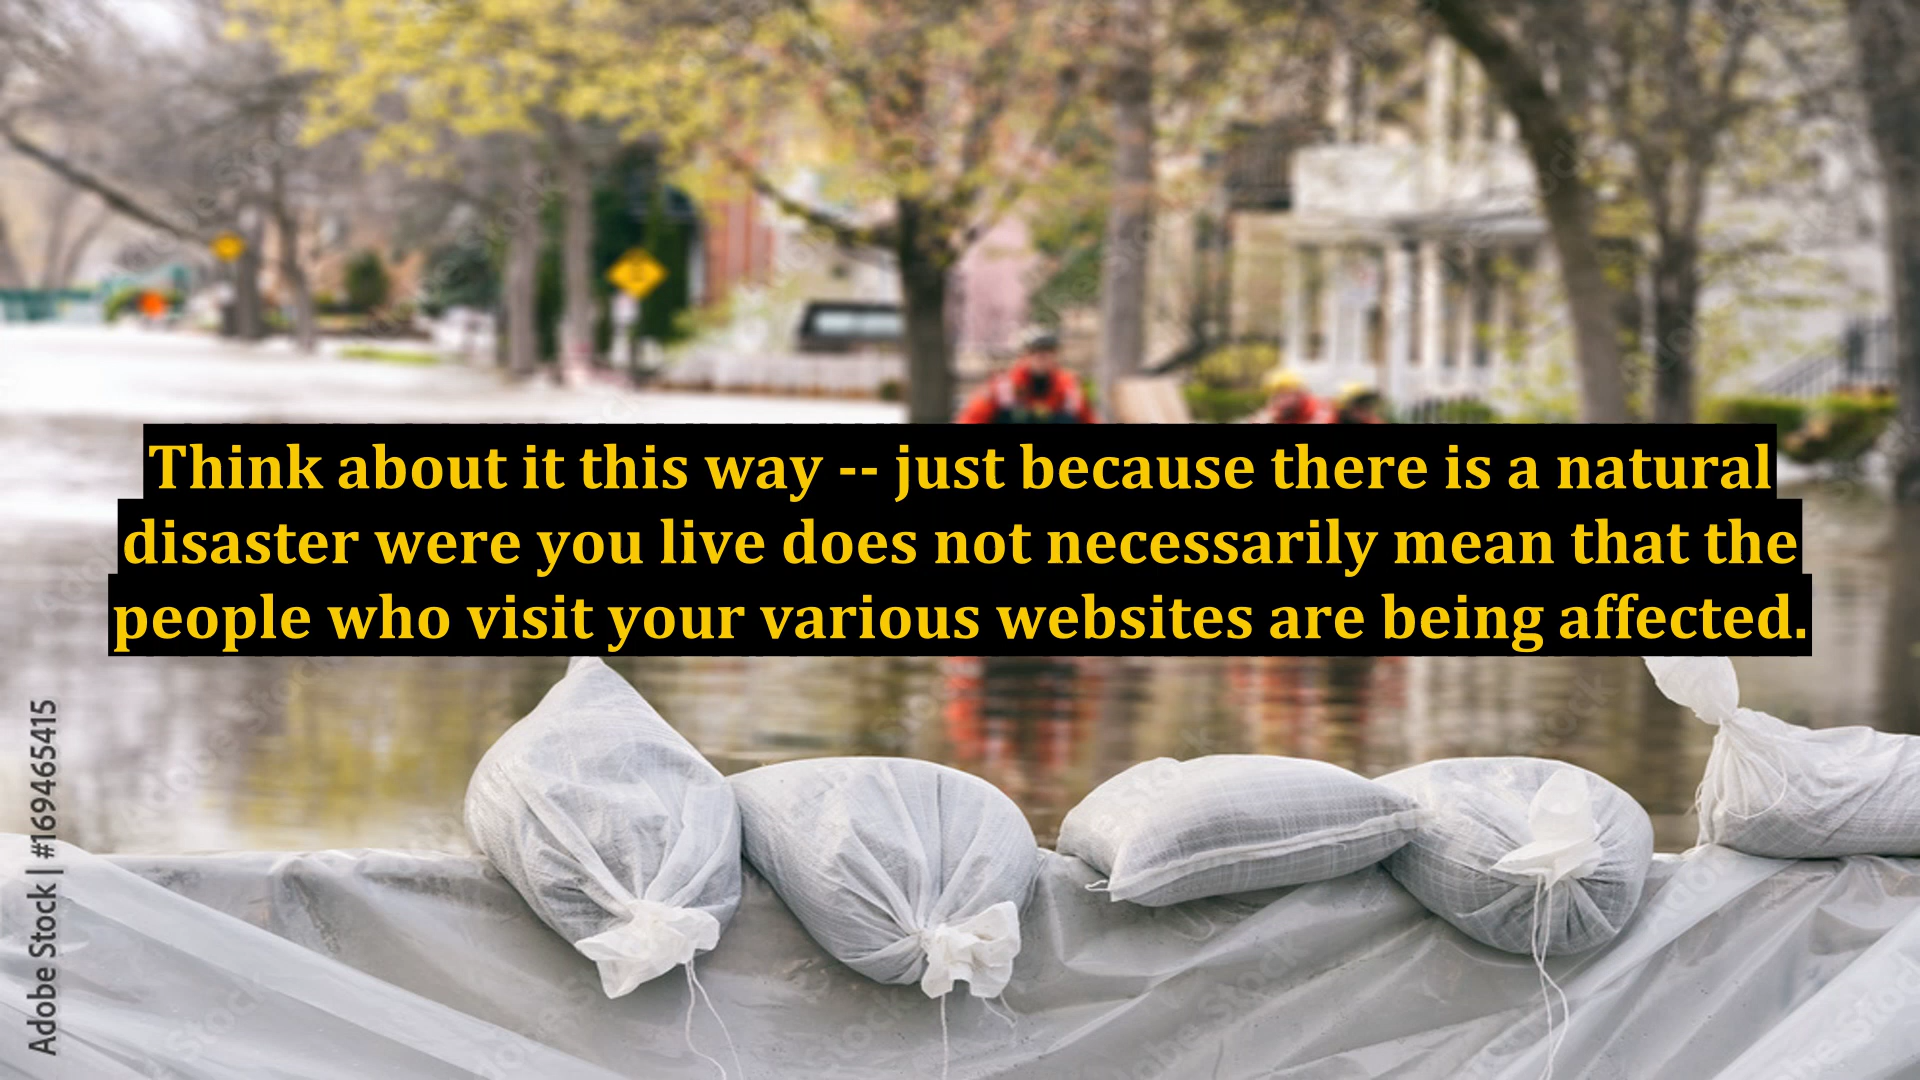 Think about it this way -- just because there is a natural
disaster were you live does not necessarily mean that the
people who visit your various websites are being affected.
Adobe Stock | #169465415